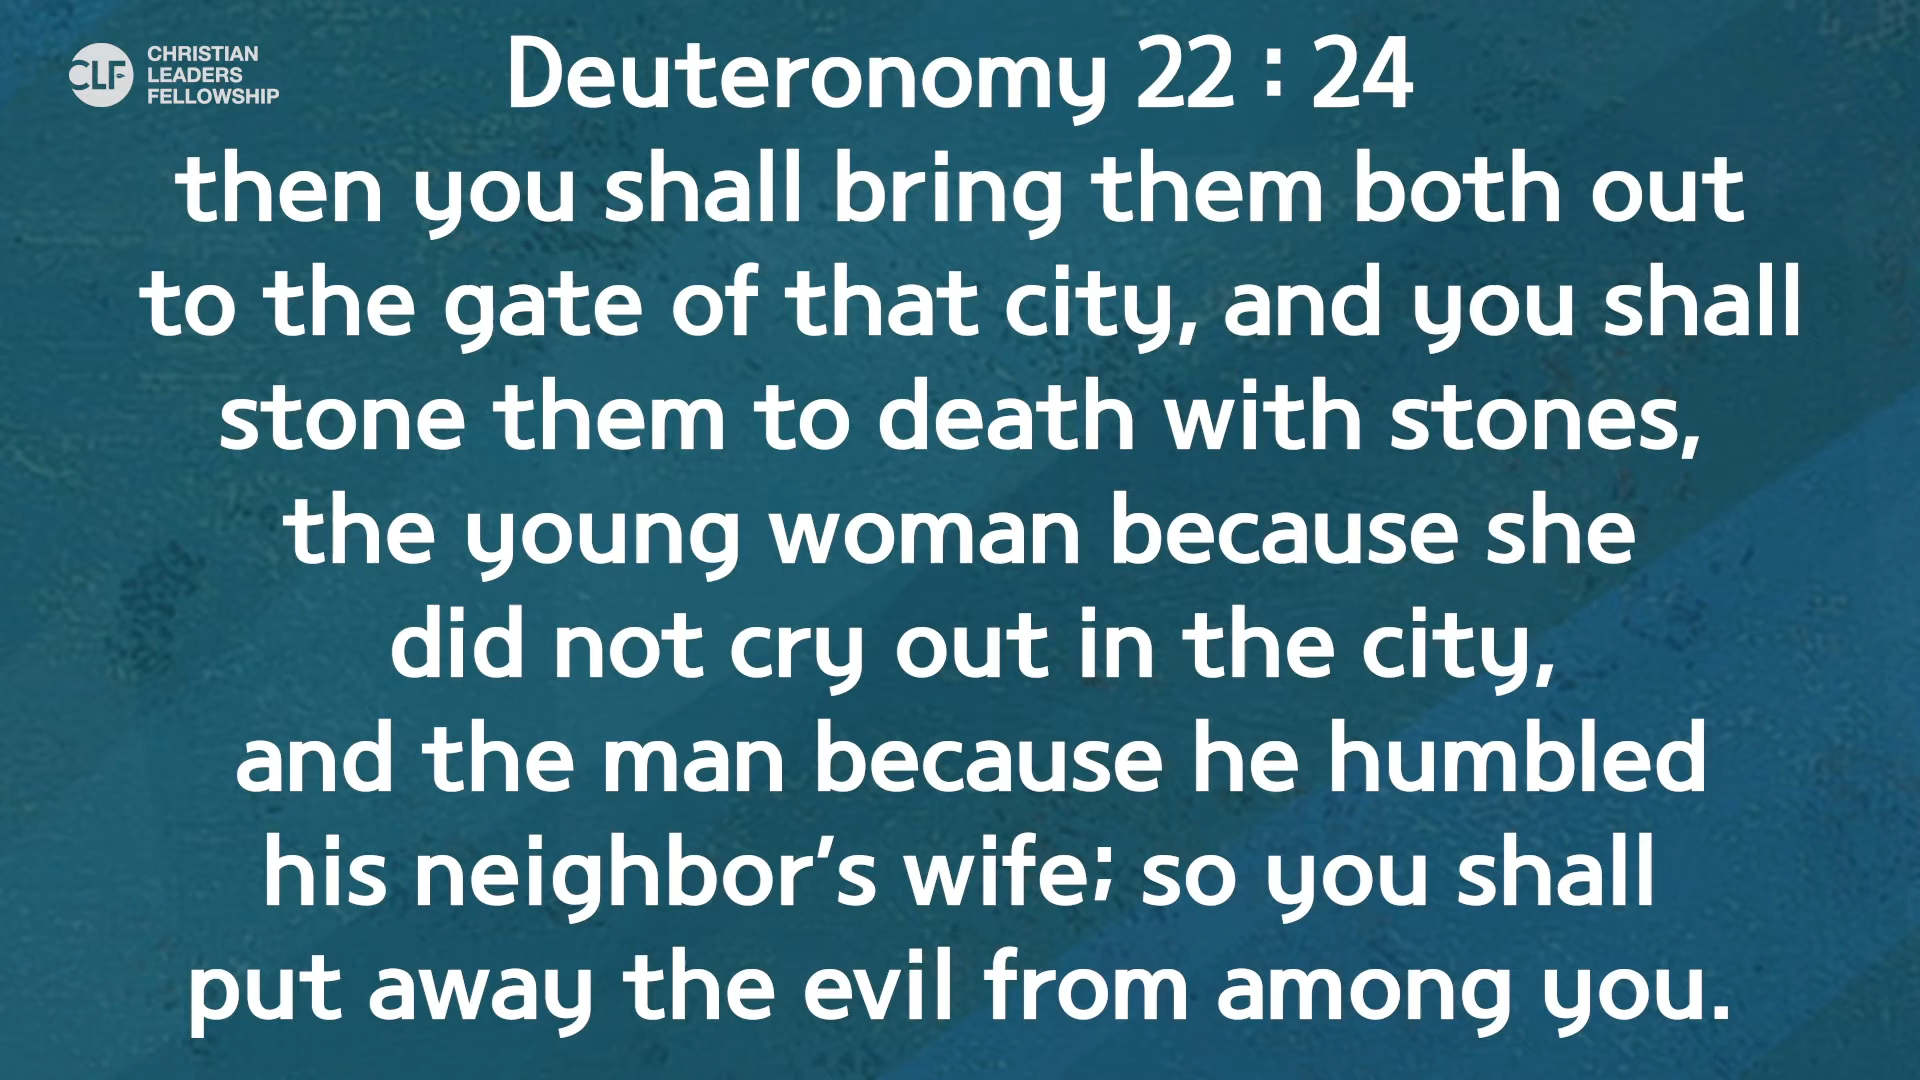 CLF
CHRISTIAN
LEADERS
FELLOWSHIP
Deuteronomy 22 : 24
then you shall bring them both out
to the gate of that city, and you shall
stone them to death with stones,
the young woman because she
did not cry out in the city,
and the man because he humbled
his neighbor’s wife; so you shall
put away the evil from among you.